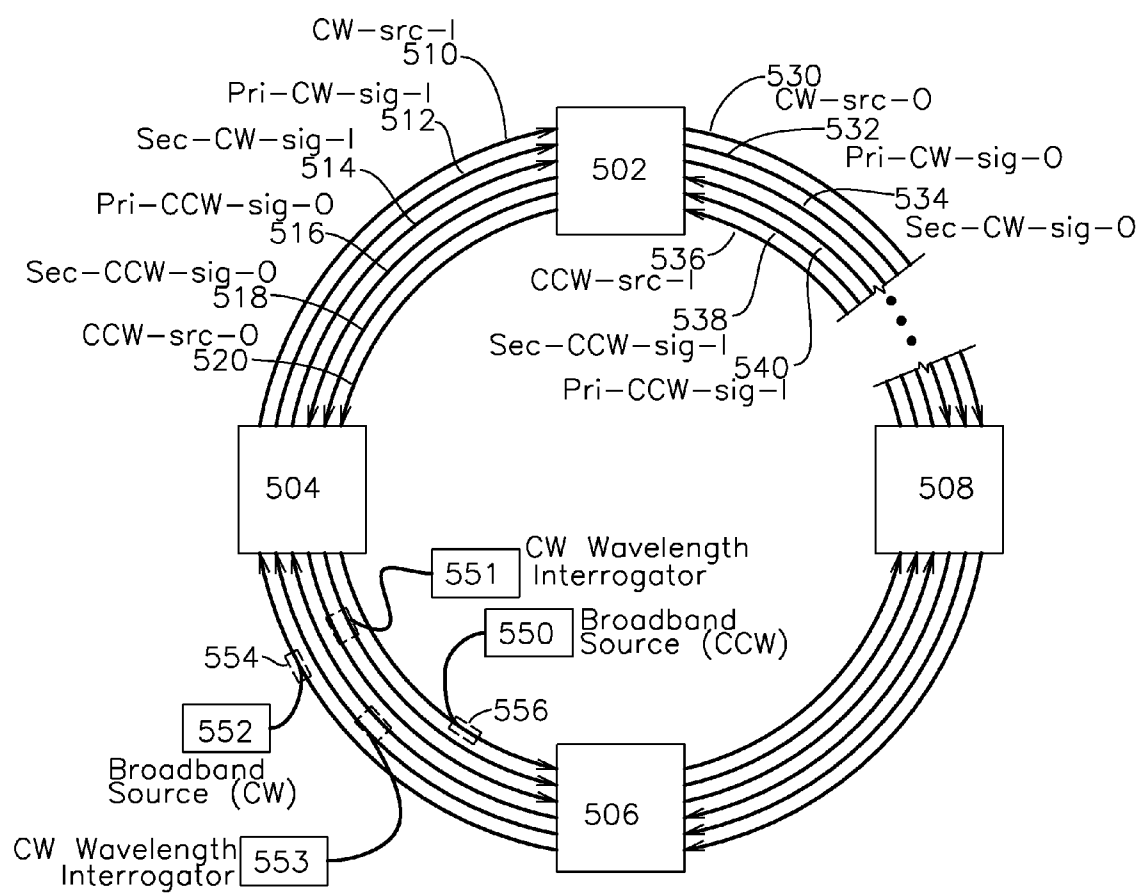 CW-src-I
510
Pri-CW-sig-I
512
Sec-CW-sig-I
514
Pri-CCW-sig-O
516
Sec-CCW-sig-O
518
CCW-src-O
520
502
530
CW-src-O
532
Pri-CW-sig-O
534
Sec-CW-sig-O
536
CCW-src-I
538
Sec-CCW-sig-I
540
Pri-CCW-sig-I
504
508
551
CW Wavelength
Interrogator
550
Broadband
Source (CCW)
554
556
552
Broadband
Source (CW)
506
CW Wavelength
Interrogator
553